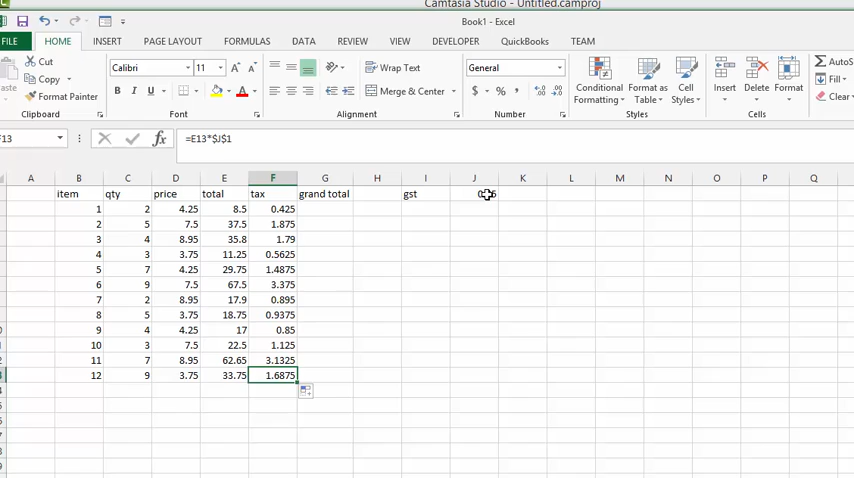 Camtasia Studio - Untitled.camproj
Book1 - Excel
FILE HOME INSERT PAGE LAYOUT FORMULAS DATA REVIEW VIEW DEVELOPER QuickBooks TEAM
Cut
Copy
Format Painter
Clipboard
Calibri 11
B I U
Font
Wrap Text
Merge & Center
Alignment
General
$ % ,
Number
Conditional Formatting
Format as Table
Cell Styles
Styles
Insert Delete Format
Cells
Fill
Clear
=E13*$J$1
A B C D E F G H I J K L M N O P Q
item qty price total tax grand total gst
1 2 4.25 8.5 0.425
2 5 7.5 37.5 1.875
3 4 8.95 35.8 1.79
4 3 3.75 11.25 0.5625
5 7 4.25 29.75 1.4875
6 9 7.5 67.5 3.375
7 2 8.95 17.9 0.895
8 5 3.75 18.75 0.9375
9 4 4.25 17 0.85
10 3 7.5 22.5 1.125
11 7 8.95 62.65 3.1325
12 9 3.75 33.75 1.6875